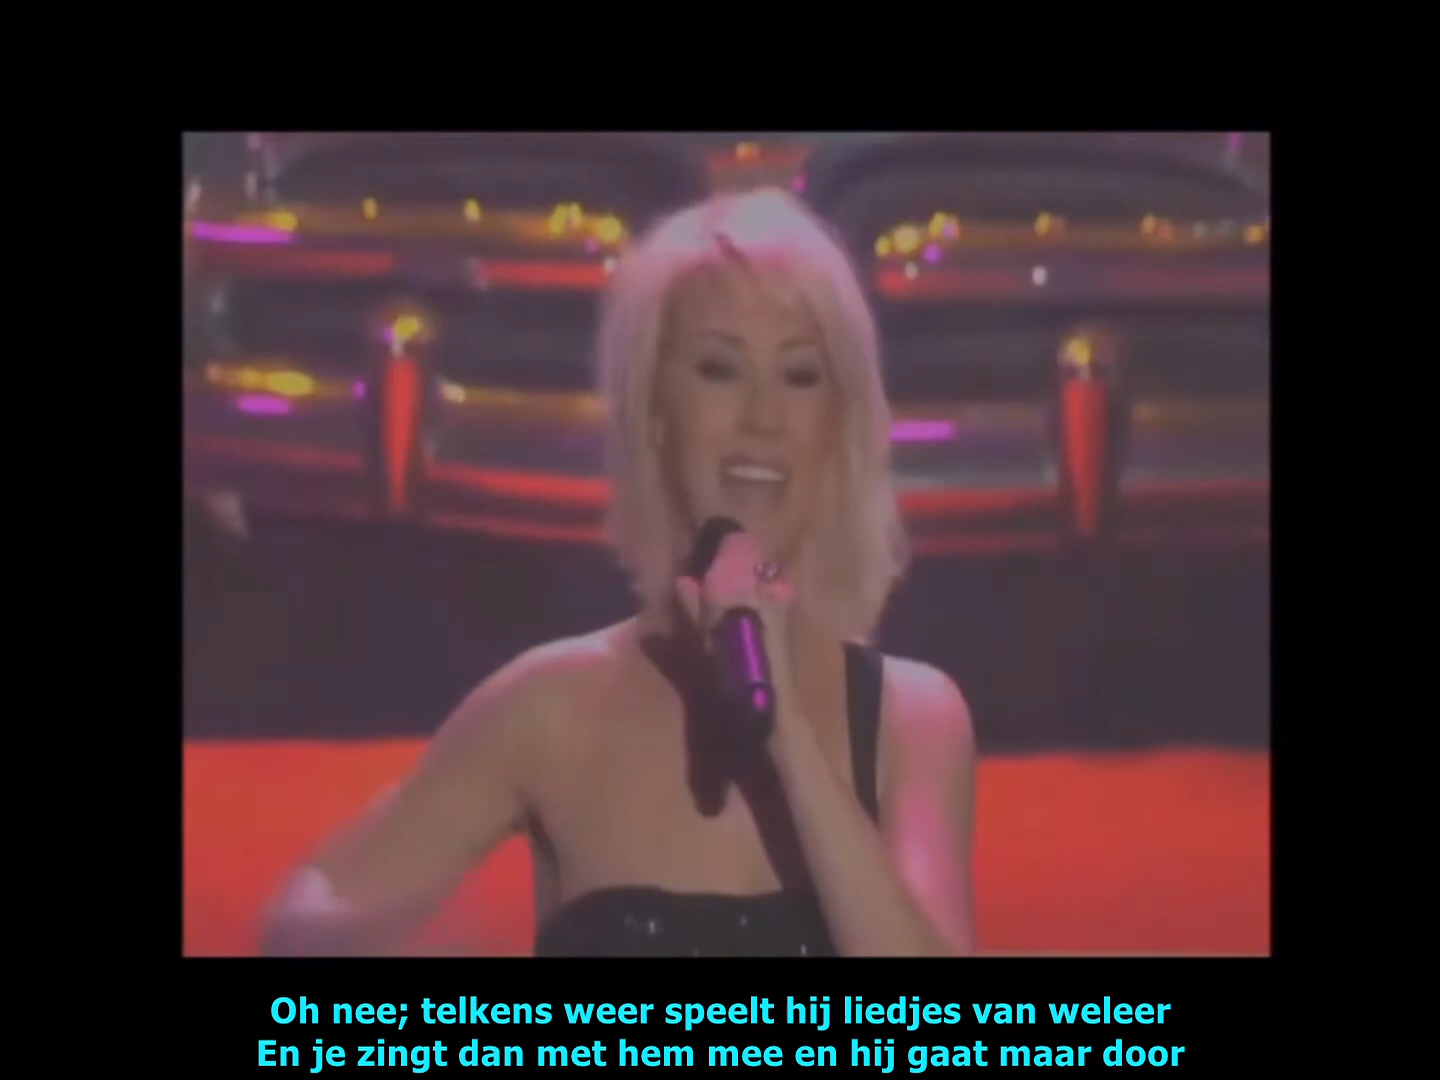 Oh nee; telkens weer speelt hij liedjes van weleer
En je zingt dan met hem mee en hij gaat maar door